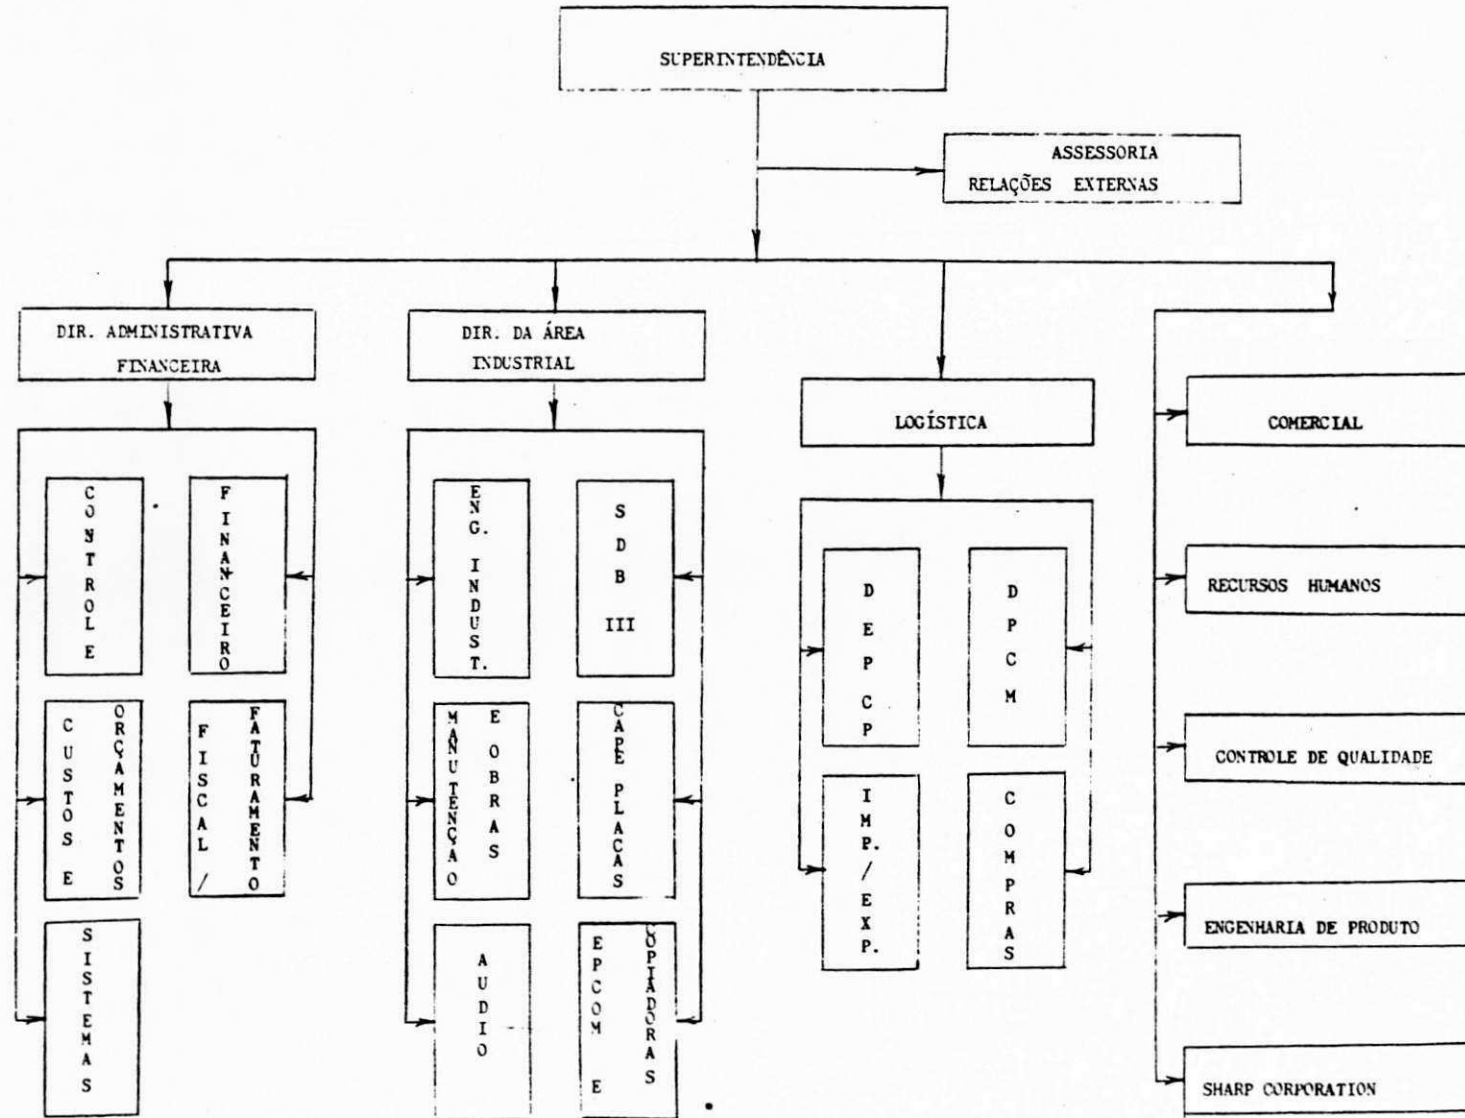 SUPERINTENDÊNCIA
ASSESSORIA
RELAÇÕES EXTERNAS
DIR. ADMINISTRATIVA
FINANCEIRA
DIR. DA ÁREA
INDUSTRIAL
LOGÍSTICA
COMERCIAL
CONTROLE
FINANCEIRO
ENG. INDUST.
SDB III
DEPCP
DPCM
RECURSOS HUMANOS
CUSTOS E
ORÇAMENTOS
FISCAL /
FATURAMENTO
MANUTENÇAO
E OBRAS
CAPE PLACAS
IMP./EXP.
COMPRAS
CONTROLE DE QUALIDADE
SISTEMAS
AUDIO
EPCOM E
COPIADORAS
ENGENHARIA DE PRODUTO
SHARP CORPORATION